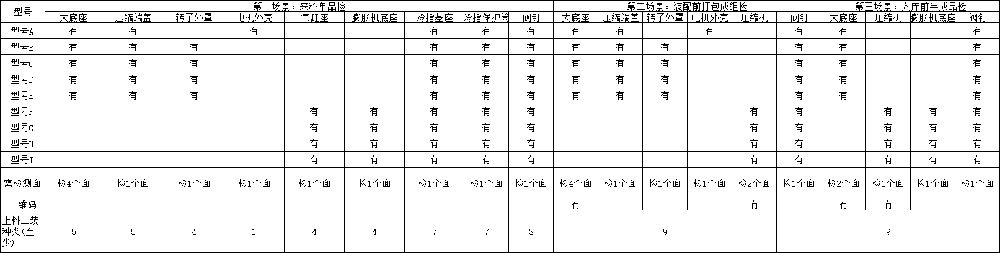 型号 第一场景：来料单品检 第二场景：装配前打包成组检 第三场景：入库前半成品检
大底座 压缩端盖 转子外罩 电机外壳 气缸座 膨胀机底座 冷指基座 冷指保护筒 阀钉 大底座 压缩端盖 转子外罩 电机外壳 压缩机 阀钉 大底座 压缩机 膨胀机底座 阀钉
型号A 有 有 有 有 有 有 有 有 有 有 有 有
型号B 有 有 有 有 有 有 有 有 有 有 有 有
型号C 有 有 有 有 有 有 有 有 有 有 有 有
型号D 有 有 有 有 有 有 有 有 有 有 有 有
型号E 有 有 有 有 有 有 有 有 有 有 有 有
型号F 有 有 有 有 有 有 有 有 有 有
型号G 有 有 有 有 有 有 有 有 有 有
型号H 有 有 有 有 有 有 有 有 有 有
型号I 有 有 有 有 有 有 有 有 有 有
需检测面 检4个面 检1个面 检1个面 检1个面 检1个面 检1个面 检1个面 检1个面 检1个面 检4个面 检1个面 检1个面 检1个面 检2个面 检1个面 检2个面 检1个面 检1个面 检1个面
二维码 有 有 有 有
上料工装
种类(至 5 5 4 1 4 4 7 7 3 9 9
少)